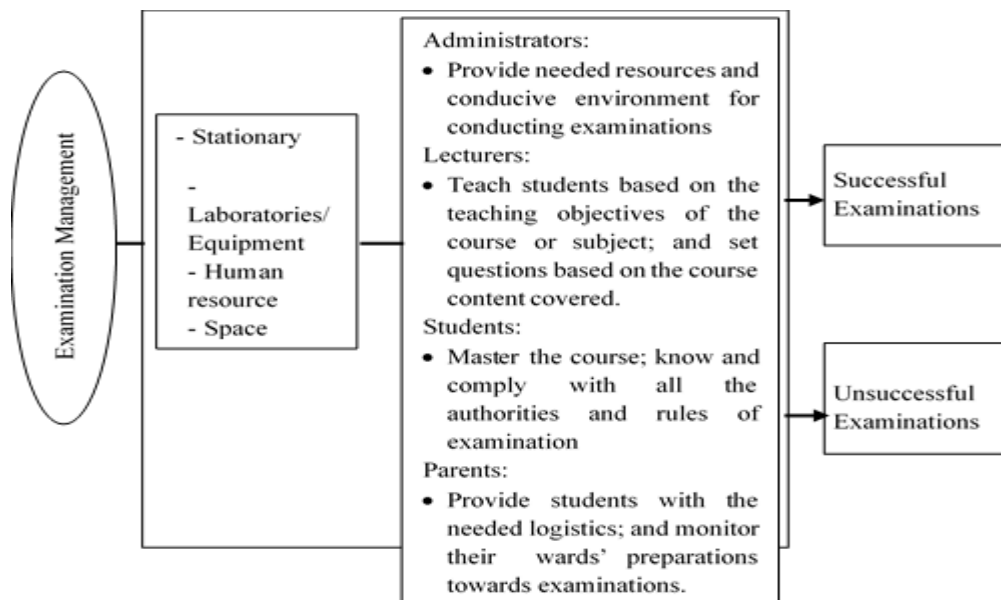 Examination Management
- Stationary
-
Laboratories/
Equipment
- Human
resource
- Space
Administrators:
• Provide needed resources and
conducive environment for
conducting examinations
Lecturers:
• Teach students based on the
teaching objectives of the
course or subject; and set
questions based on the course
content covered.
Students:
• Master the course; know and
comply with all the
authorities and rules of
examination
Parents:
• Provide students with the
needed logistics; and monitor
their wards’ preparations
towards examinations.
Successful
Examinations
Unsuccessful
Examinations